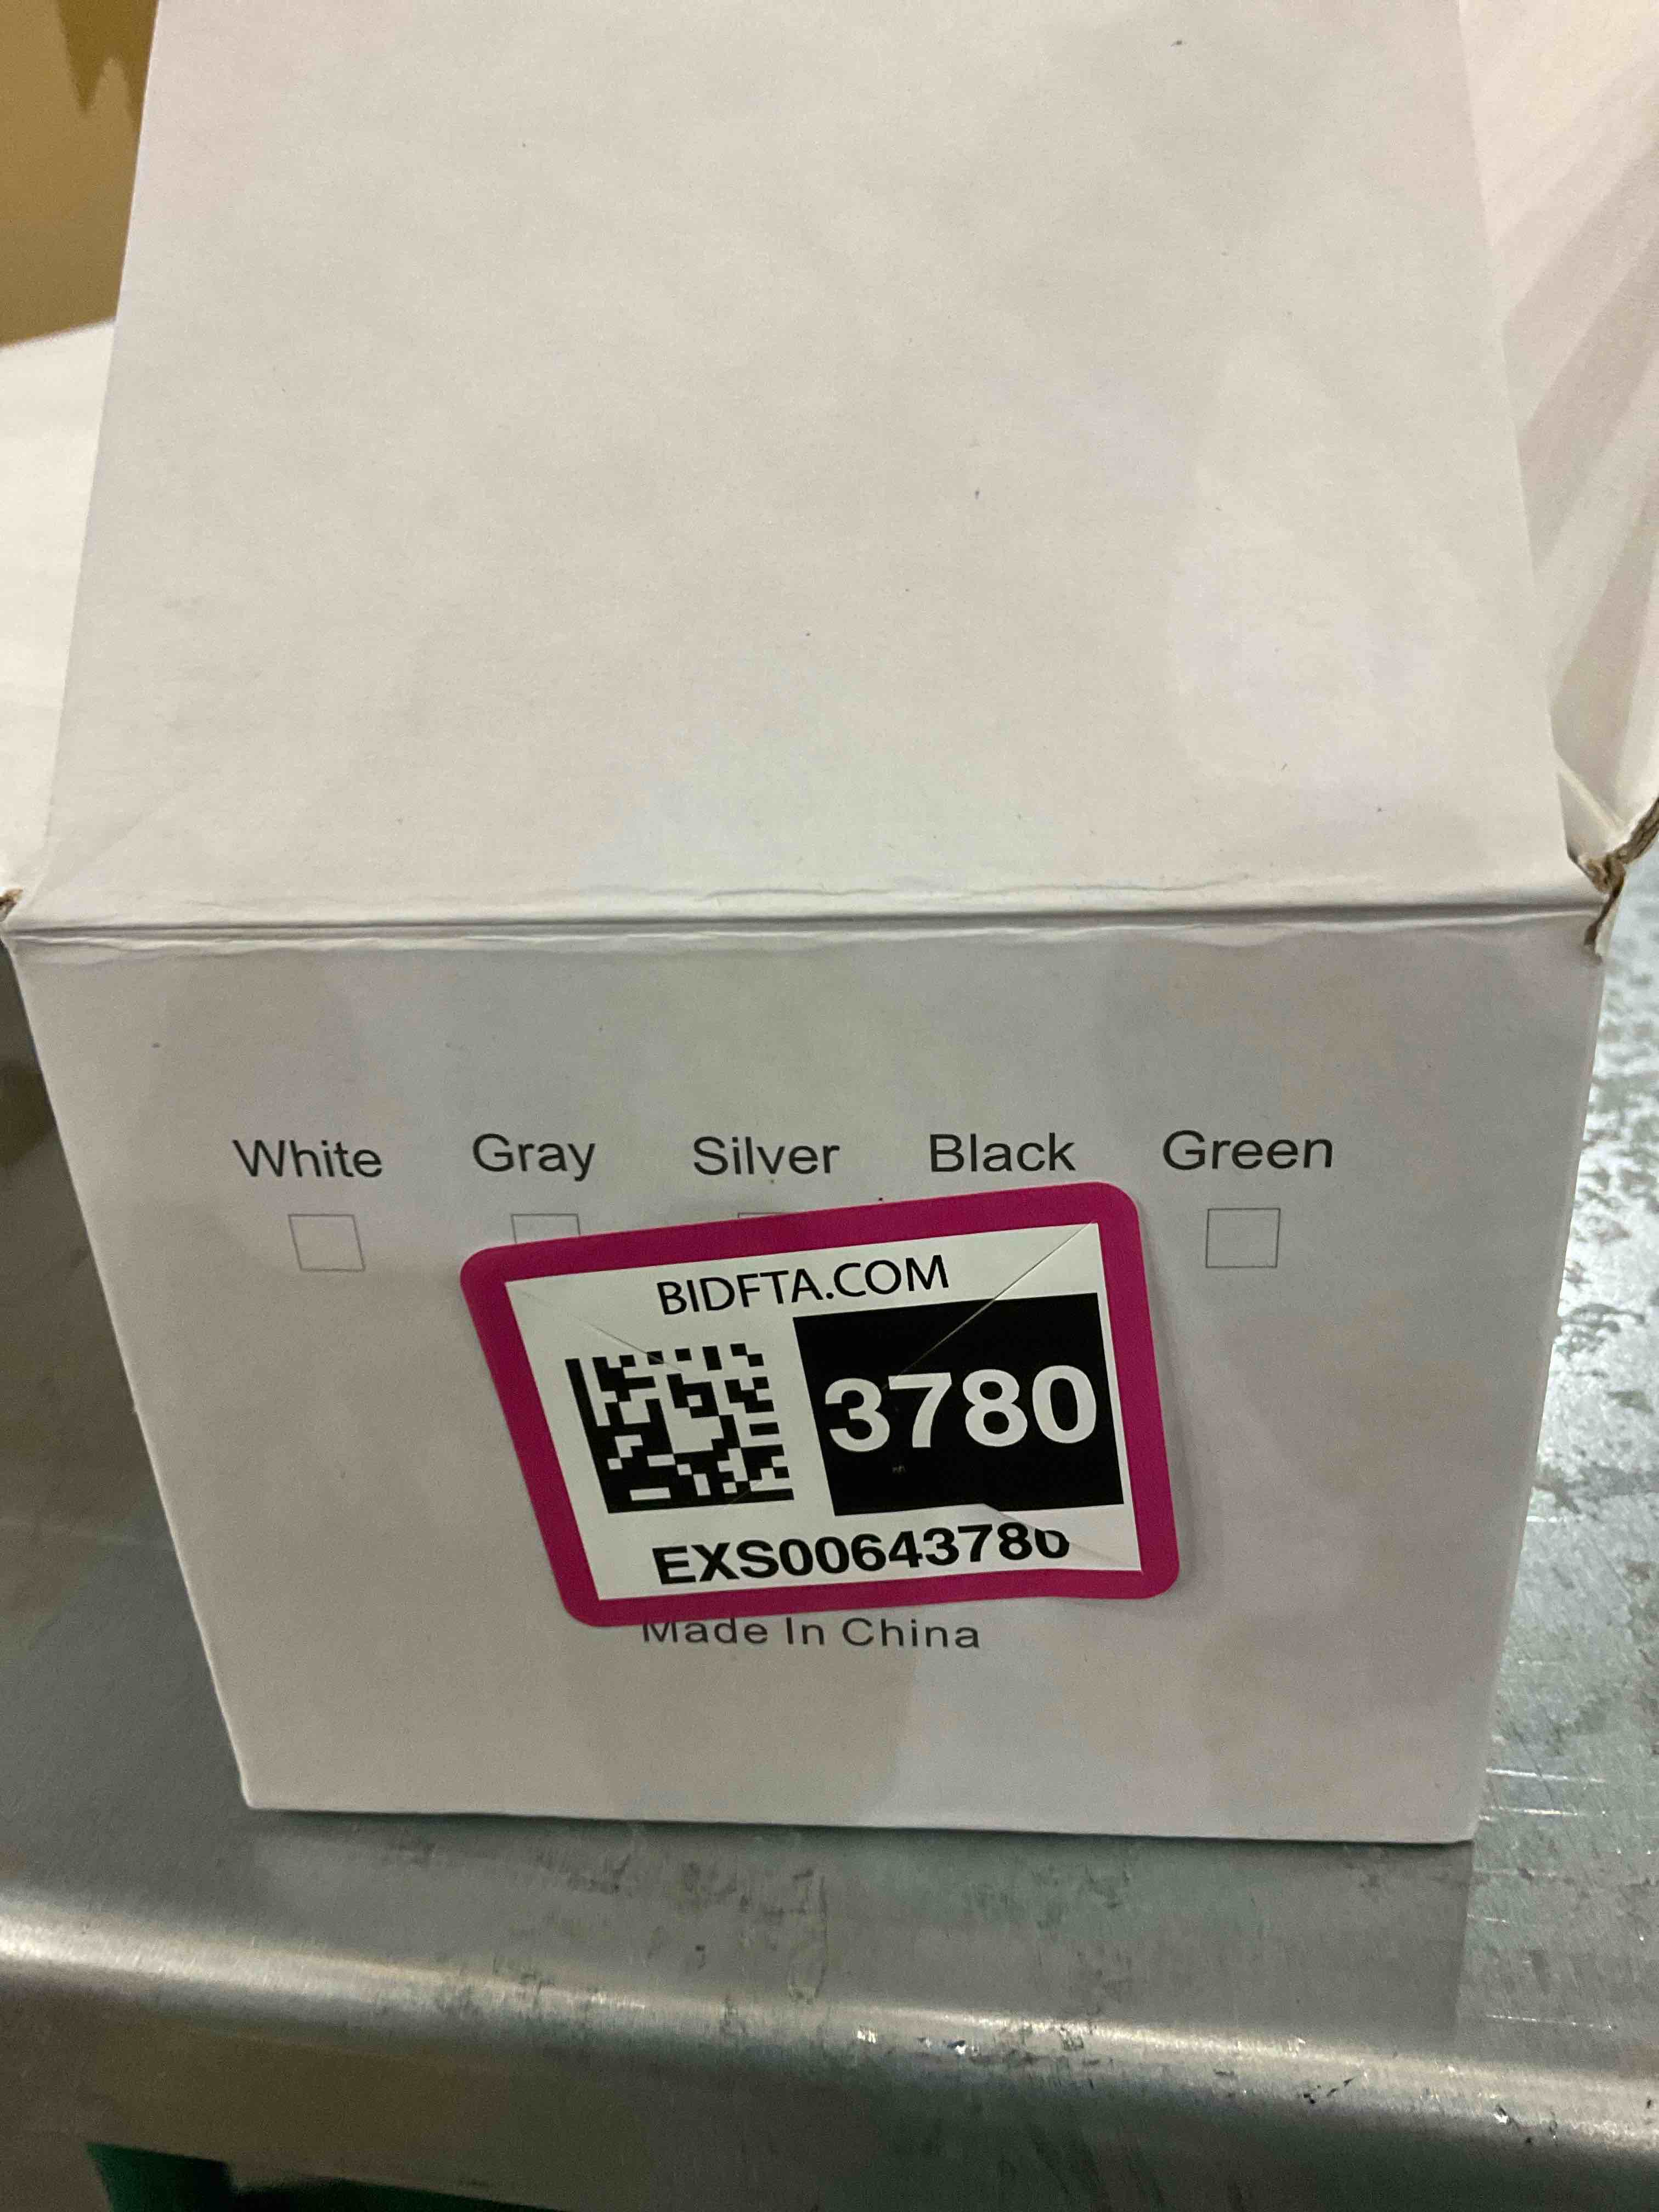 White Gray Silver Black Green
BIDFTA.COM
3780
EXS00643780
Made In China